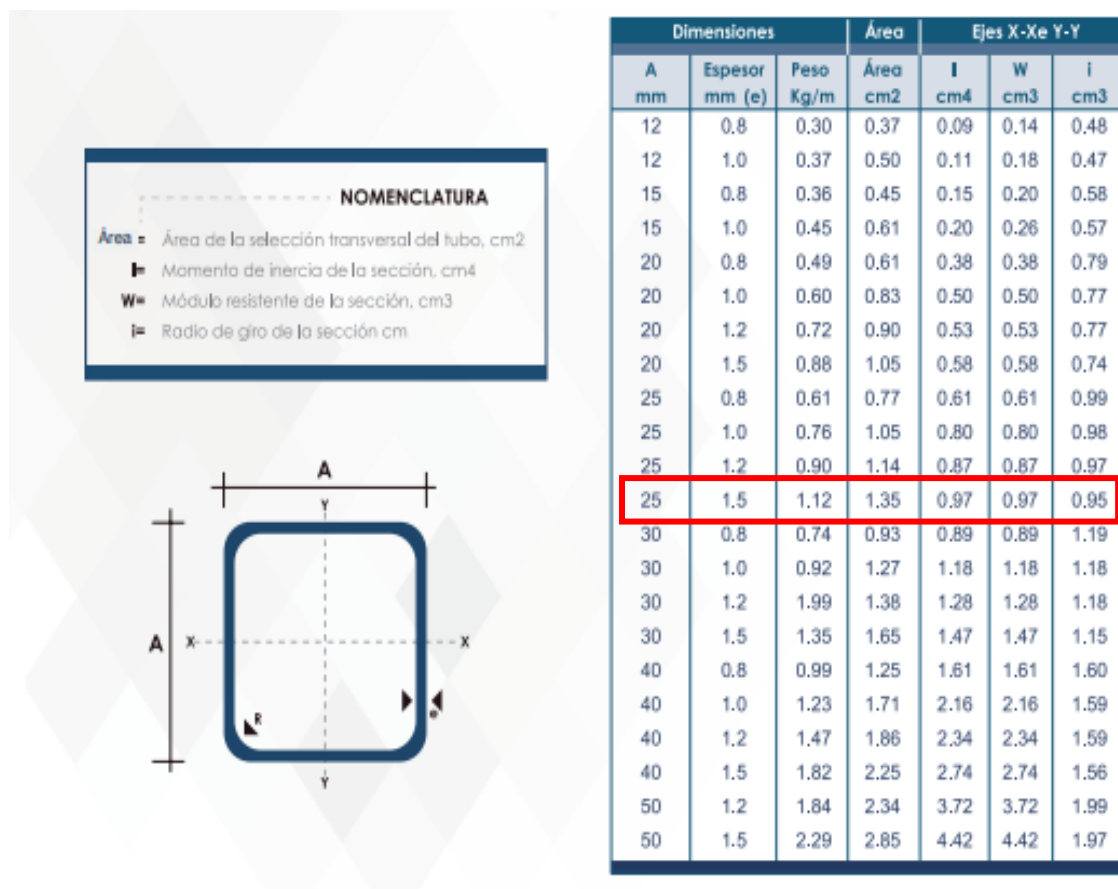 NOMENCLATURA
Área = Área de la selección transversal del tubo, cm2
I= Momento de inercia de la sección, cm4
W= Módulo resistente de la sección, cm3
i= Radio de giro de la sección cm
A
Y
A
X
X
R
e
Y
Dimensiones Área Ejes X-Xe Y-Y
A Espesor Peso Área I W i
mm mm (e) Kg/m cm2 cm4 cm3 cm3
12 0.8 0.30 0.37 0.09 0.14 0.48
12 1.0 0.37 0.50 0.11 0.18 0.47
15 0.8 0.36 0.45 0.15 0.20 0.58
15 1.0 0.45 0.61 0.20 0.26 0.57
20 0.8 0.49 0.61 0.38 0.38 0.79
20 1.0 0.60 0.83 0.50 0.50 0.77
20 1.2 0.72 0.90 0.53 0.53 0.77
20 1.5 0.88 1.05 0.58 0.58 0.74
25 0.8 0.61 0.77 0.61 0.61 0.99
25 1.0 0.76 1.05 0.80 0.80 0.98
25 1.2 0.90 1.14 0.87 0.87 0.97
25 1.5 1.12 1.35 0.97 0.97 0.95
30 0.8 0.74 0.93 0.89 0.89 1.19
30 1.0 0.92 1.27 1.18 1.18 1.18
30 1.2 1.99 1.38 1.28 1.28 1.18
30 1.5 1.35 1.65 1.47 1.47 1.15
40 0.8 0.99 1.25 1.61 1.61 1.60
40 1.0 1.23 1.71 2.16 2.16 1.59
40 1.2 1.47 1.86 2.34 2.34 1.59
40 1.5 1.82 2.25 2.74 2.74 1.56
50 1.2 1.84 2.34 3.72 3.72 1.99
50 1.5 2.29 2.85 4.42 4.42 1.97